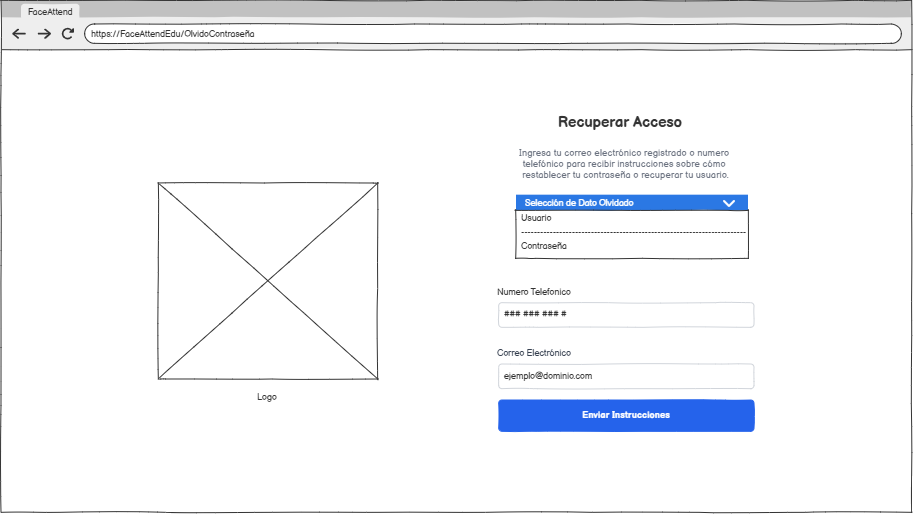 FaceAttend
https://FaceAttendEdu/OlvidoContraseña
Recuperar Acceso
Ingresa tu correo electrónico registrado o numero
telefónico para recibir instrucciones sobre cómo
restablecer tu contraseña o recuperar tu usuario.
Selección de Dato Olvidado
Usuario
Contraseña
Numero Telefonico
### ### ### #
Correo Electrónico
ejemplo@dominio.com
Enviar Instrucciones
Logo